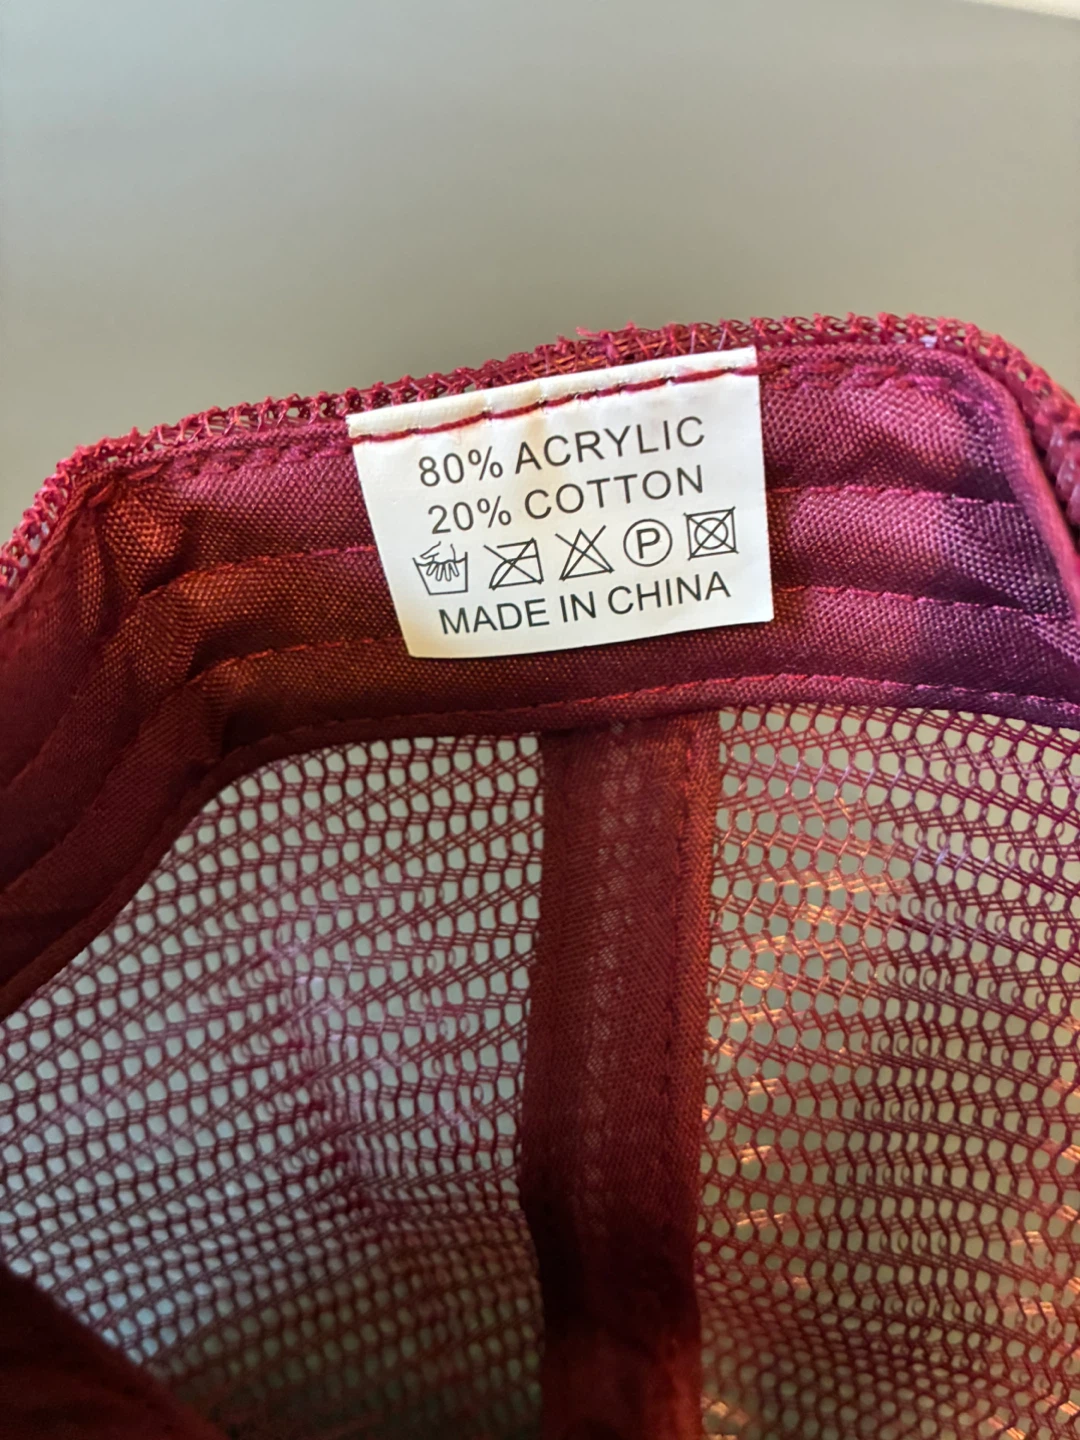 80% ACRYLIC
20% COTTON
P
MADE IN CHINA